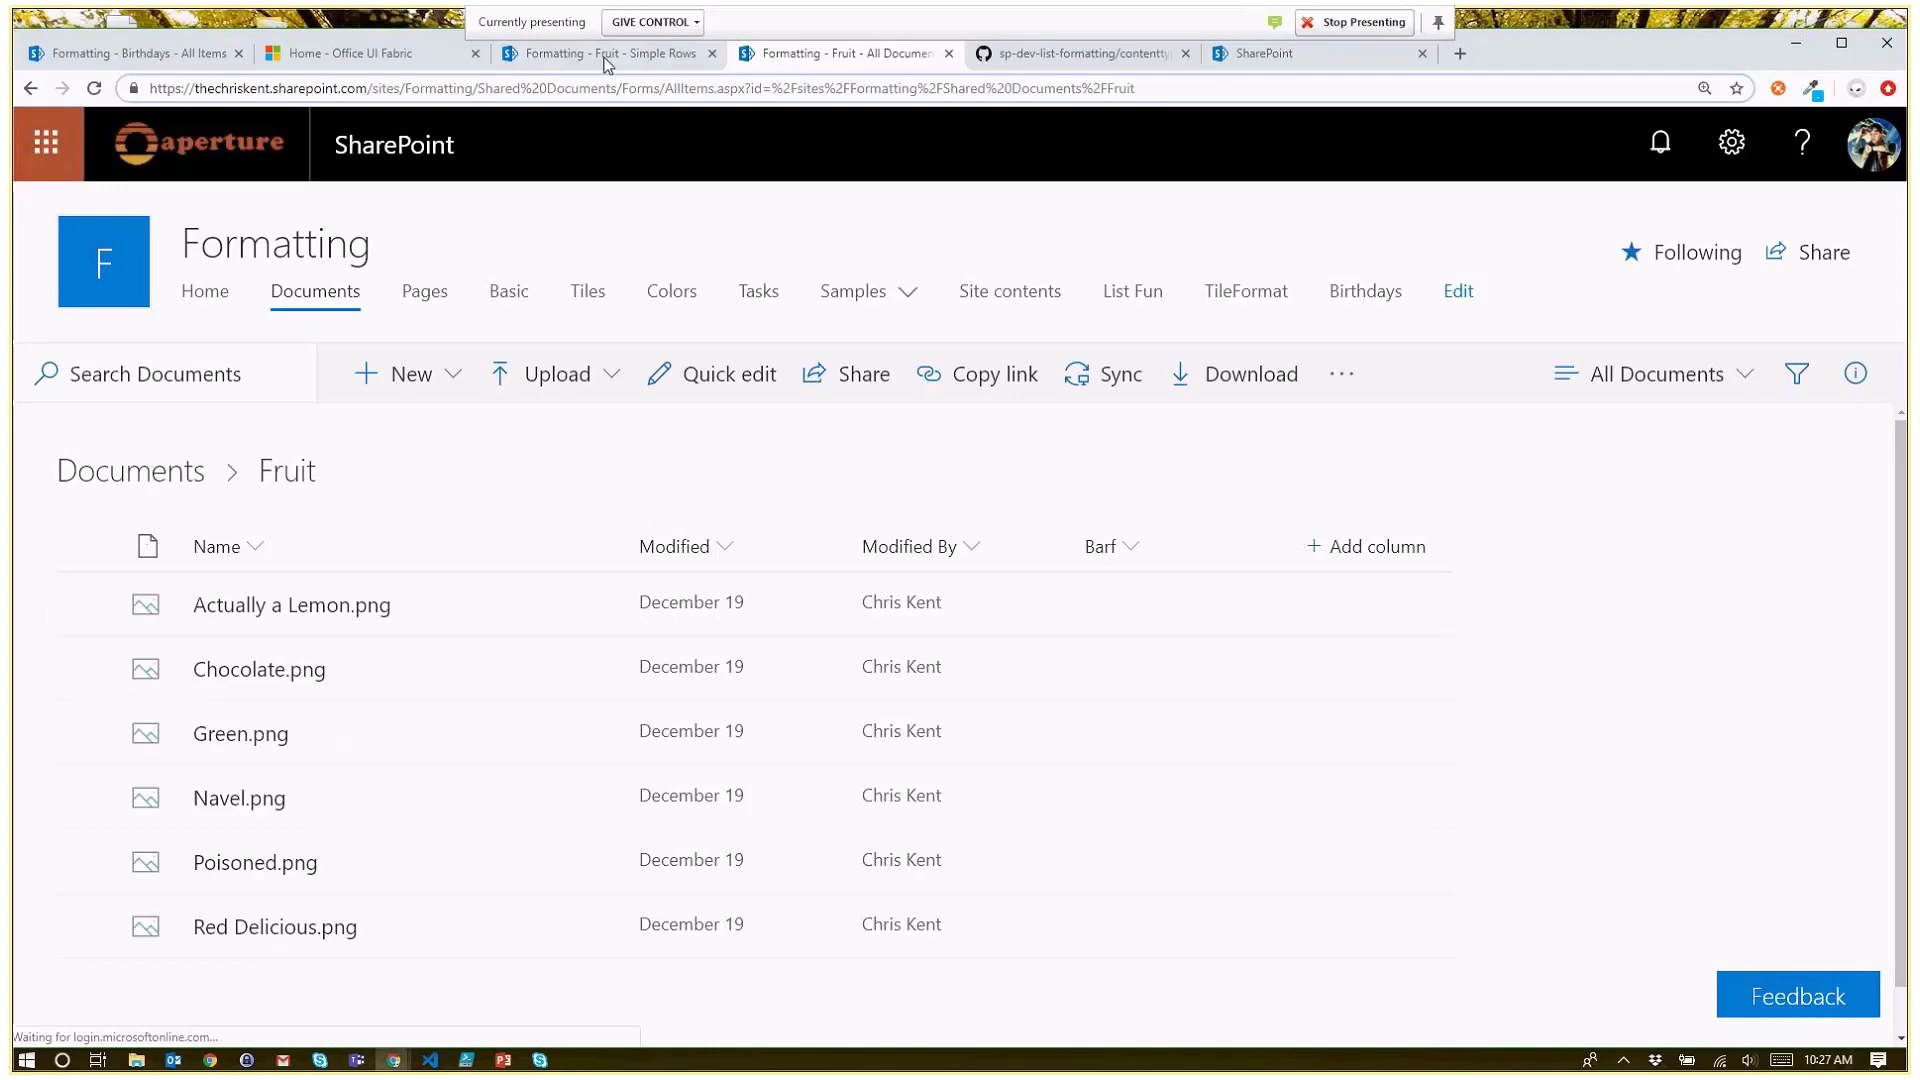 Currently presenting GIVE CONTROL Stop Presenting
Formatting - Birthdays - All Items Home - Office UI Fabric Formatting - Fruit - Simple Rows Formatting - Fruit - All Documen sp-dev-list-formatting/contentty SharePoint
https://thechriskent.sharepoint.com/sites/Formatting/Shared%20Documents/Forms/AllItems.aspx?id=%2Fsites%2FFormatting%2FShared%20Documents%2FFruit
aperture SharePoint
F
Formatting
Following Share
Home Documents Pages Basic Tiles Colors Tasks Samples Site contents List Fun TileFormat Birthdays Edit
Search Documents New Upload Quick edit Share Copy link Sync Download ... All Documents
Documents > Fruit
Name Modified Modified By Barf + Add column
Actually a Lemon.png December 19 Chris Kent
Chocolate.png December 19 Chris Kent
Green.png December 19 Chris Kent
Navel.png December 19 Chris Kent
Poisoned.png December 19 Chris Kent
Red Delicious.png December 19 Chris Kent
Feedback
Waiting for login.microsoftonline.com...
10:27 AM